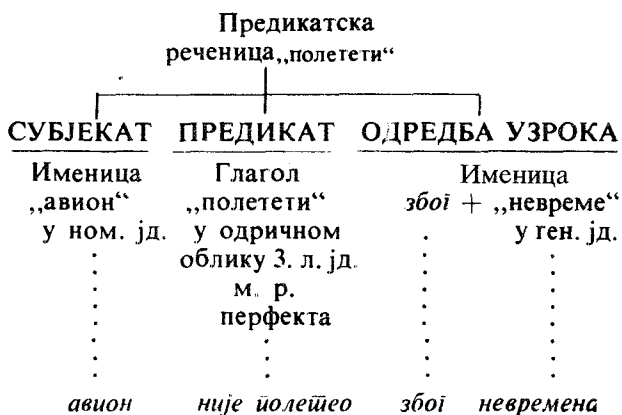 Предикатска
реченица „полетети“
СУБЈЕКАТ ПРЕДИКАТ ОДРЕДБА УЗРОКА
Именица Глагол Именица
„авион“ „полетети“ због + „невреме“
у ном. јд. у одричном у ген. јд.
облику 3. л. јд.
м. р.
перфекта
авион није полетео због невремена